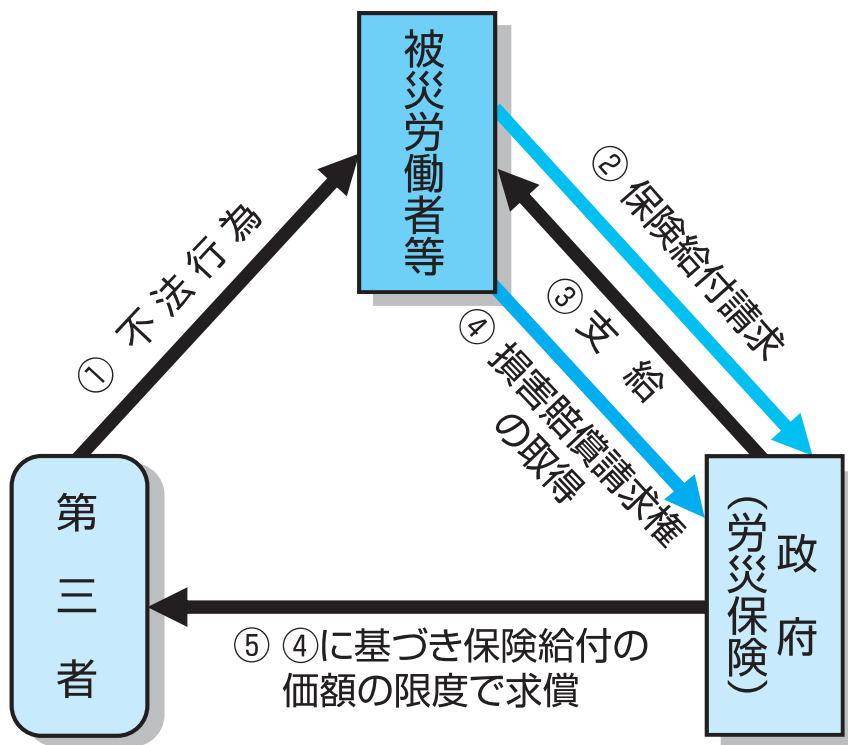 被災労働者等
① 不法行為
② 保険給付請求
③ 支給
④ 損害賠償請求権
の取得
第三者
政府
(労災保険)
⑤ ④に基づき保険給付の
価額の限度で求償